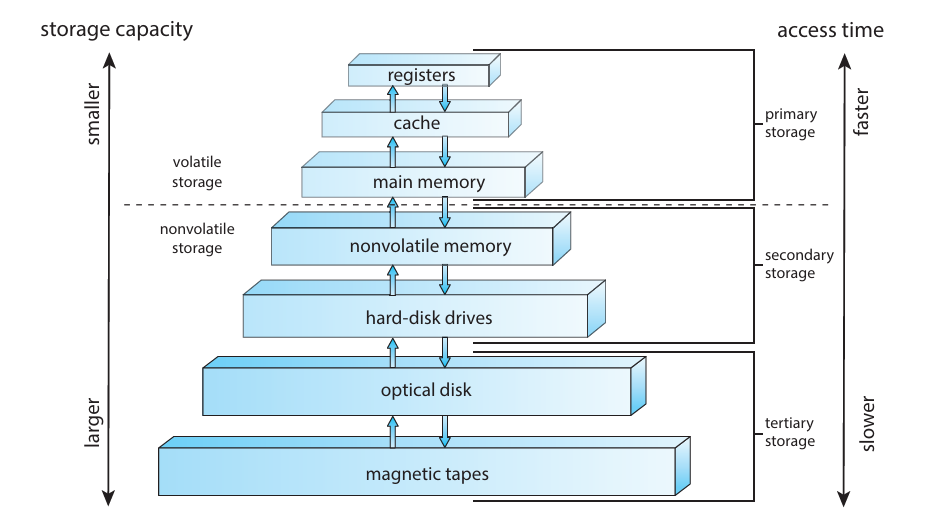 storage capacity
access time
smaller
faster
registers
cache
primary
storage
volatile
storage
main memory
nonvolatile
storage
nonvolatile memory
secondary
storage
hard-disk drives
optical disk
larger
slower
tertiary
storage
magnetic tapes